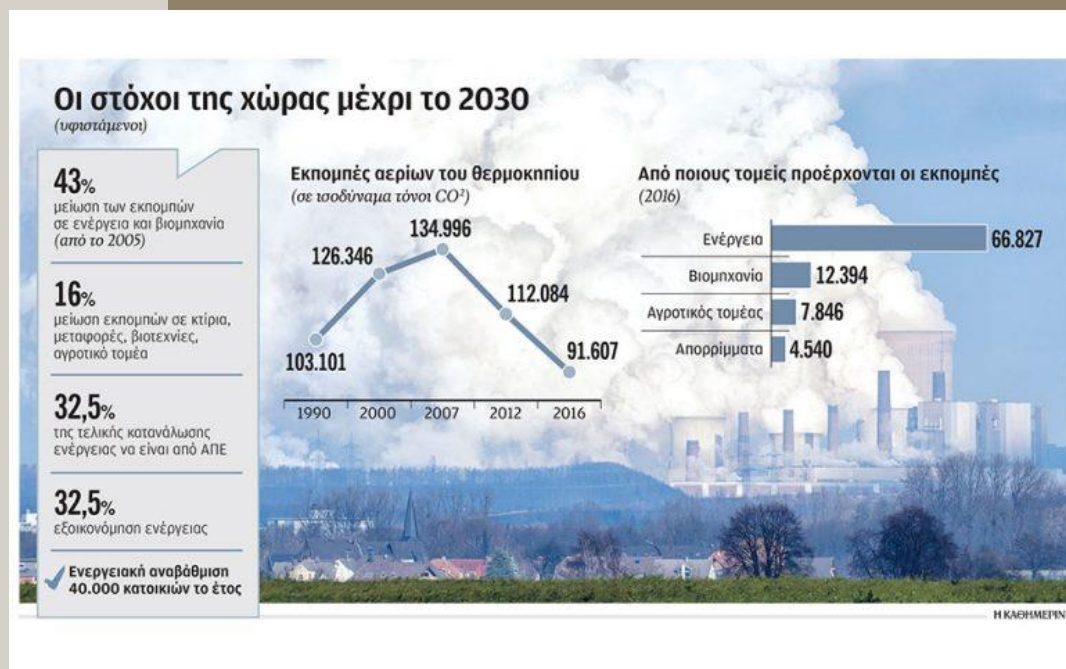 Οι στόχοι της χώρας μέχρι το 2030
(υφιστάμενοι)
43%
μείωση των εκπομπών
σε ενέργεια και βιομηχανία
(από το 2005)
16%
μείωση εκπομπών σε κτίρια,
μεταφορές, βιοτεχνίες,
αγροτικό τομέα
32,5%
της τελικής κατανάλωσης
ενέργειας να είναι από ΑΠΕ
32,5%
εξοικονόμηση ενέργειας
Ενεργειακή αναβάθμιση
40.000 κατοικιών το έτος
Εκπομπές αερίων του θερμοκηπίου
(σε ισοδύναμα τόνοι CO²)
103.101
126.346
134.996
112.084
91.607
1990 2000 2007 2012 2016
Από ποιους τομείς προέρχονται οι εκπομπές
(2016)
Ενέργεια 66.827
Βιομηχανία 12.394
Αγροτικός τομέας 7.846
Απορρίμματα 4.540
Η ΚΑΘΗΜΕΡΙΝ